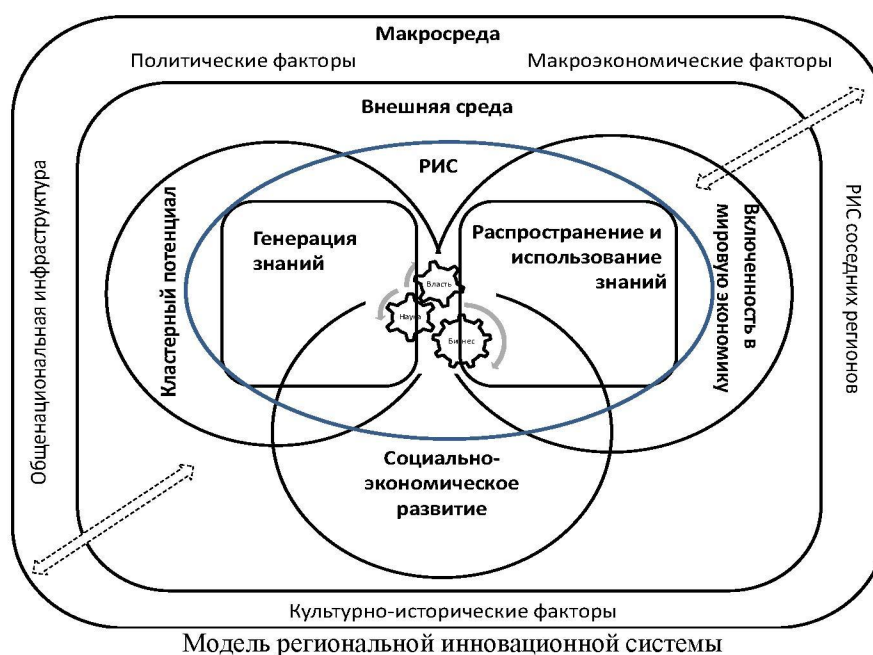 Макросреда
Политические факторы
Макроэкономические факторы
Внешняя среда
РИС
Общенациональная инфраструктура
Кластерный потенциал
Генерация
знаний
Распространение и
использование
знаний
Включенность в
мировую экономику
РИС соседних регионов
Власть
Наука
Бизнес
Социально-
экономическое
развитие
Культурно-исторические факторы
Модель региональной инновационной системы